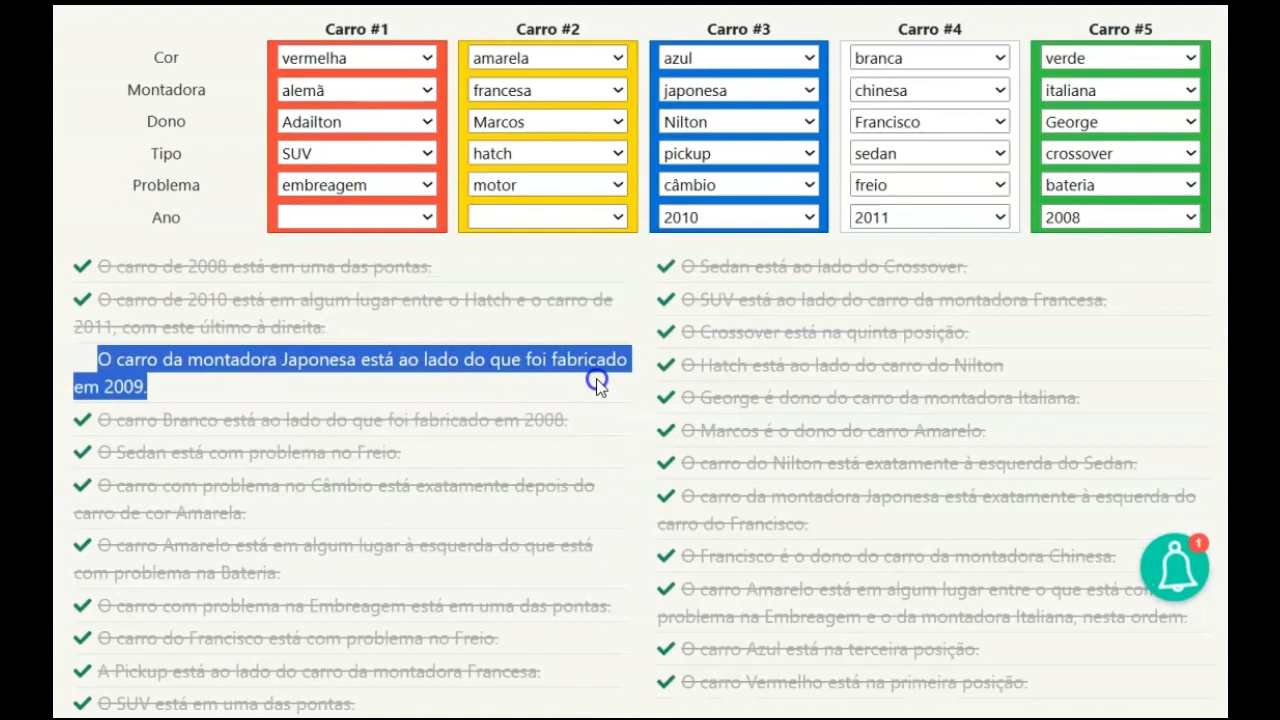 Carro #1 Carro #2 Carro #3 Carro #4 Carro #5
Cor vermelha amarela azul branca verde
Montadora alemã francesa japonesa chinesa italiana
Dono Adailton Marcos Nilton Francisco George
Tipo SUV hatch pickup sedan crossover
Problema embreagem motor câmbio freio bateria
Ano 2010 2011 2008
O carro de 2008 está em uma das pontas.
O carro de 2010 está em algum lugar entre o Hatch e o carro de
2011, com este último à direita.
O carro da montadora Japonesa está ao lado do que foi fabricado
em 2009.
O carro Branco está ao lado do que foi fabricado em 2008.
O Sedan está com problema no Freio.
O carro com problema no Câmbio está exatamente depois do
carro de cor Amarela.
O carro Amarelo está em algum lugar à esquerda do que está
com problema na Bateria.
O carro com problema na Embreagem está em uma das pontas.
O carro do Francisco está com problema no Freio.
A Pickup está ao lado do carro da montadora Francesa.
O SUV está em uma das pontas.
O Sedan está ao lado do Crossover.
O SUV está ao lado do carro da montadora Francesa.
O Crossover está na quinta posição.
O Hatch está ao lado do carro do Nilton
O George é dono do carro da montadora Italiana.
O Marcos é o dono do carro Amarelo.
O carro do Nilton está exatamente à esquerda do Sedan.
O carro da montadora Japonesa está exatamente à esquerda do
carro do Francisco.
O Francisco é o dono do carro da montadora Chinesa.
O carro Amarelo está em algum lugar entre o que está
problema na Embreagem e o da montadora Italiana, nesta ordem.
O carro Azul está na terceira posição.
O carro Vermelho está na primeira posição.
1